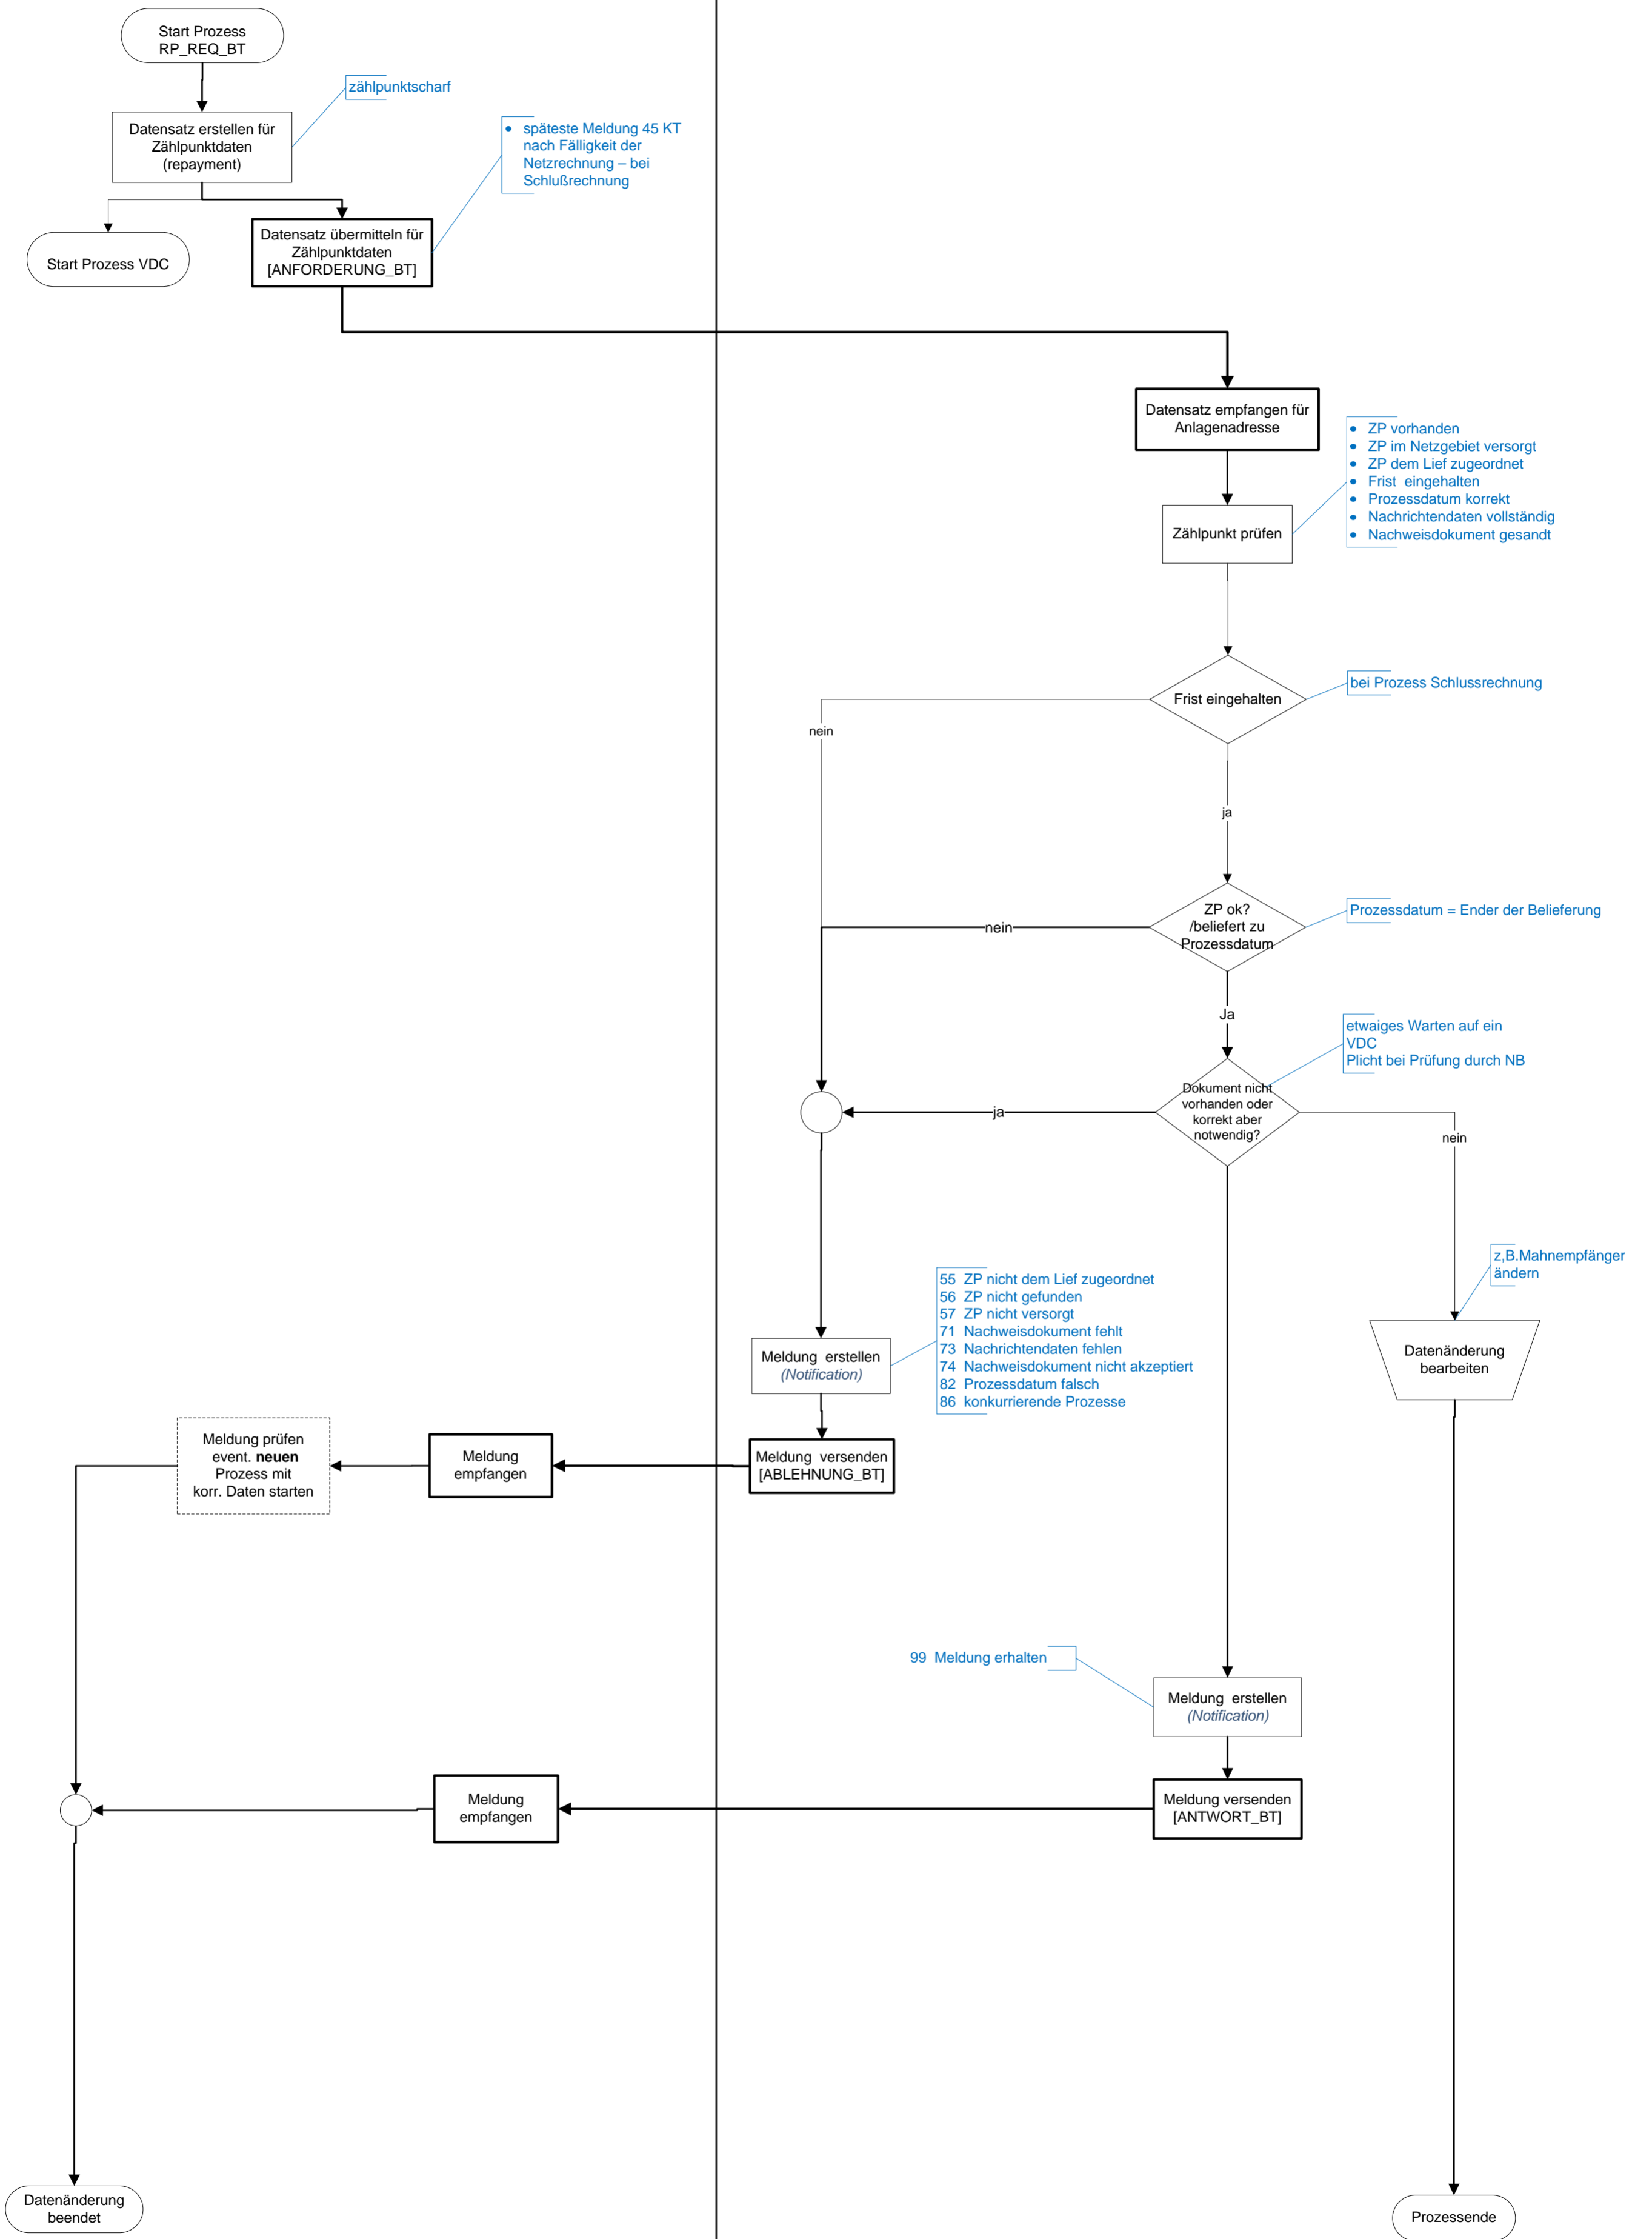 Start Prozess
RP_REQ_BT
zählpunktscharf
Datensatz erstellen für
Zählpunktdaten
(repayment)
• späteste Meldung 45 KT
nach Fälligkeit der
Netzrechnung – bei
Schlußrechnung
Start Prozess VDC
Datensatz übermitteln für
Zählpunktdaten
[ANFORDERUNG_BT]
Datensatz empfangen für
Anlagenadresse
• ZP vorhanden
• ZP im Netzgebiet versorgt
• ZP dem Lief zugeordnet
• Frist eingehalten
• Prozessdatum korrekt
• Nachrichtendaten vollständig
• Nachweisdokument gesandt
Zählpunkt prüfen
Frist eingehalten
bei Prozess Schlussrechnung
nein
ja
ZP ok?
/beliefert zu
Prozessdatum
Prozessdatum = Ender der Belieferung
nein
Ja
etwaiges Warten auf ein
VDC
Plicht bei Prüfung durch NB
Dokument nicht
vorhanden oder
korrekt aber
notwendig?
ja
nein
z,B.Mahnempfänger
ändern
55 ZP nicht dem Lief zugeordnet
56 ZP nicht gefunden
57 ZP nicht versorgt
71 Nachweisdokument fehlt
73 Nachrichtendaten fehlen
74 Nachweisdokument nicht akzeptiert
82 Prozessdatum falsch
86 konkurrierende Prozesse
Meldung erstellen
(Notification)
Datenänderung
bearbeiten
Meldung prüfen
event. neuen
Prozess mit
korr. Daten starten
Meldung
empfangen
Meldung versenden
[ABLEHNUNG_BT]
99 Meldung erhalten
Meldung erstellen
(Notification)
Meldung
empfangen
Meldung versenden
[ANTWORT_BT]
Datenänderung
beendet
Prozessende